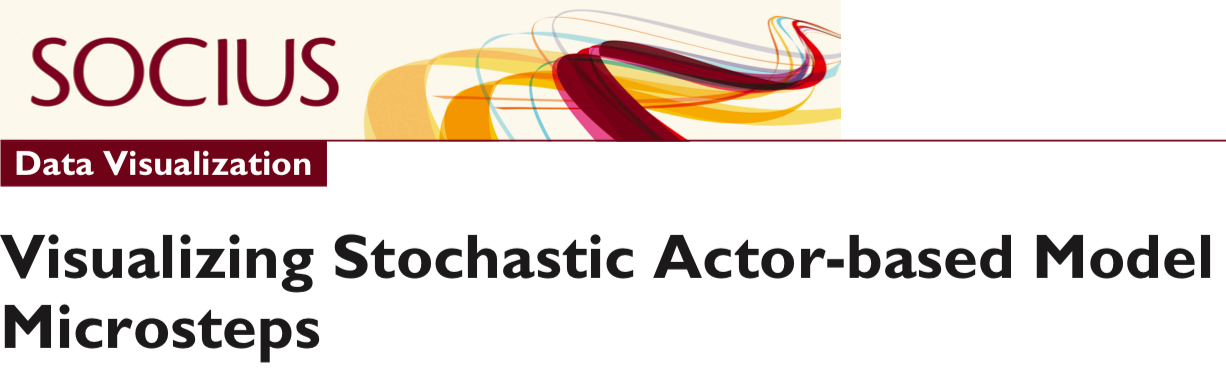 SOCIUS
Data Visualization
Visualizing Stochastic Actor-based Model
Microsteps